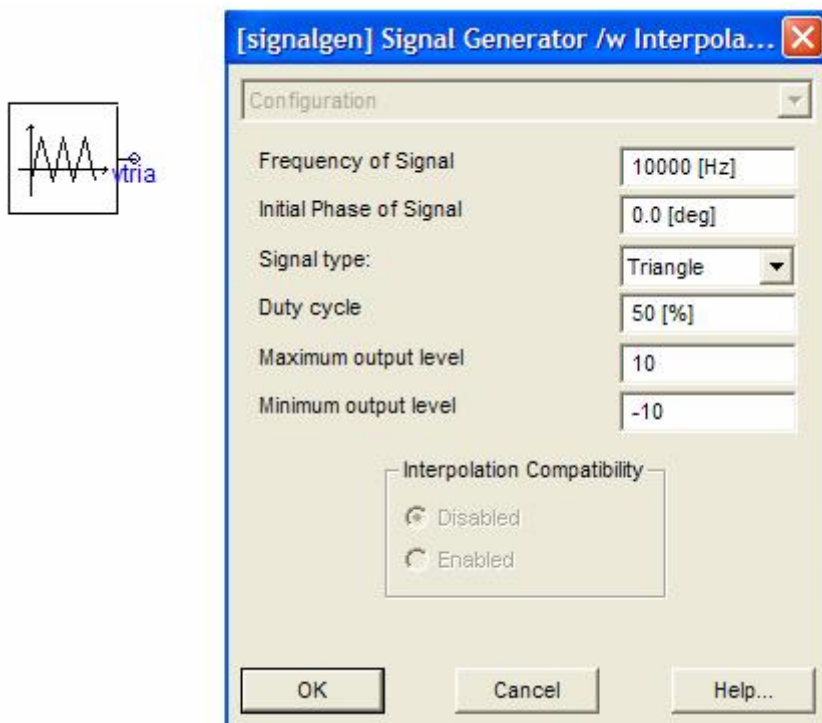 [signalgen] Signal Generator /w Interpola...
Configuration
Frequency of Signal 10000 [Hz]
Initial Phase of Signal 0.0 [deg]
Signal type: Triangle
Duty cycle 50 [%]
Maximum output level 10
Minimum output level -10
Interpolation Compatibility
Disabled
Enabled
OK Cancel Help...
vtria